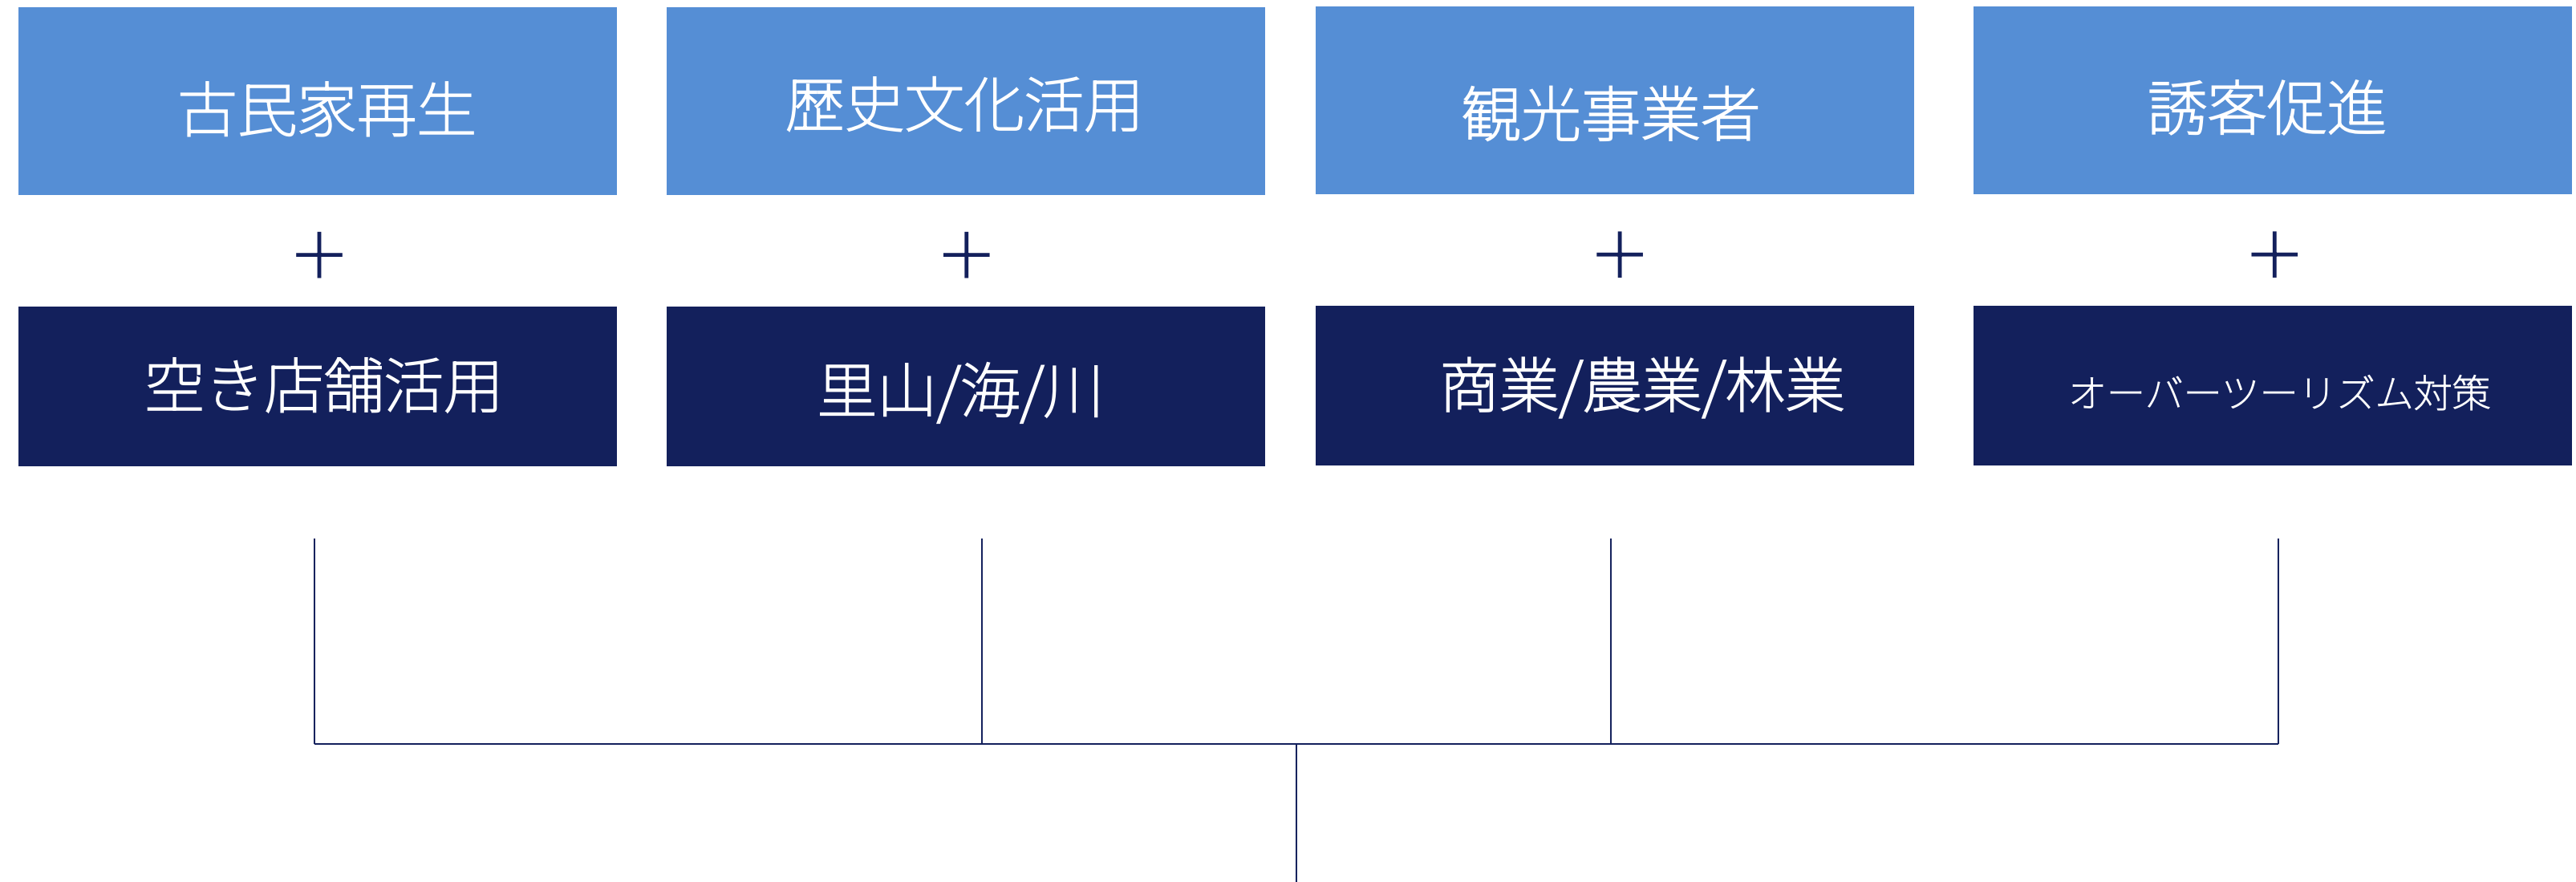 古民家再生
歴史文化活用
観光事業者
誘客促進
+
+
+
+
空き店舗活用
里山/海/川
商業/農業/林業
オーバーツーリズム対策